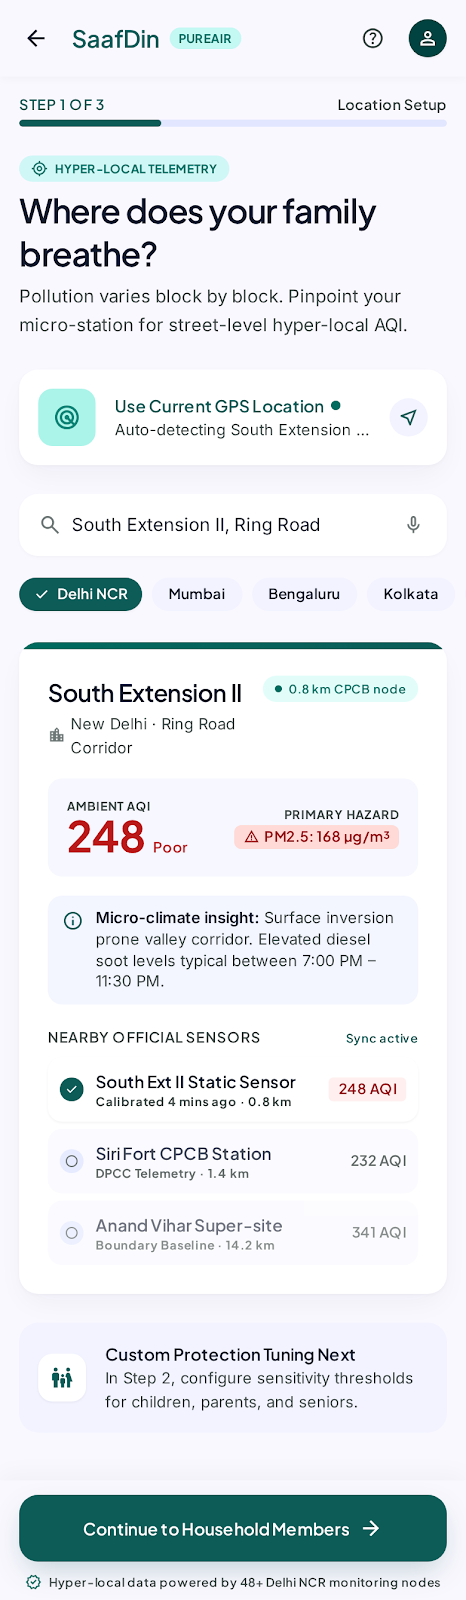 SaafDin PUREAIR
STEP 1 OF 3 Location Setup
HYPER-LOCAL TELEMETRY
Where does your family
breathe?
Pollution varies block by block. Pinpoint your
micro-station for street-level hyper-local AQI.
Use Current GPS Location
Auto-detecting South Extension ...
South Extension II, Ring Road
Delhi NCR Mumbai Bengaluru Kolkata
South Extension II 0.8 km CPCB node
New Delhi · Ring Road
Corridor
AMBIENT AQI PRIMARY HAZARD
248 Poor PM2.5: 168 µg/m³
Micro-climate insight: Surface inversion
prone valley corridor. Elevated diesel
soot levels typical between 7:00 PM –
11:30 PM.
NEARBY OFFICIAL SENSORS Sync active
South Ext II Static Sensor 248 AQI
Calibrated 4 mins ago · 0.8 km
Siri Fort CPCB Station 232 AQI
DPCC Telemetry · 1.4 km
Anand Vihar Super-site 341 AQI
Boundary Baseline · 14.2 km
Custom Protection Tuning Next
In Step 2, configure sensitivity thresholds
for children, parents, and seniors.
Continue to Household Members
Hyper-local data powered by 48+ Delhi NCR monitoring nodes